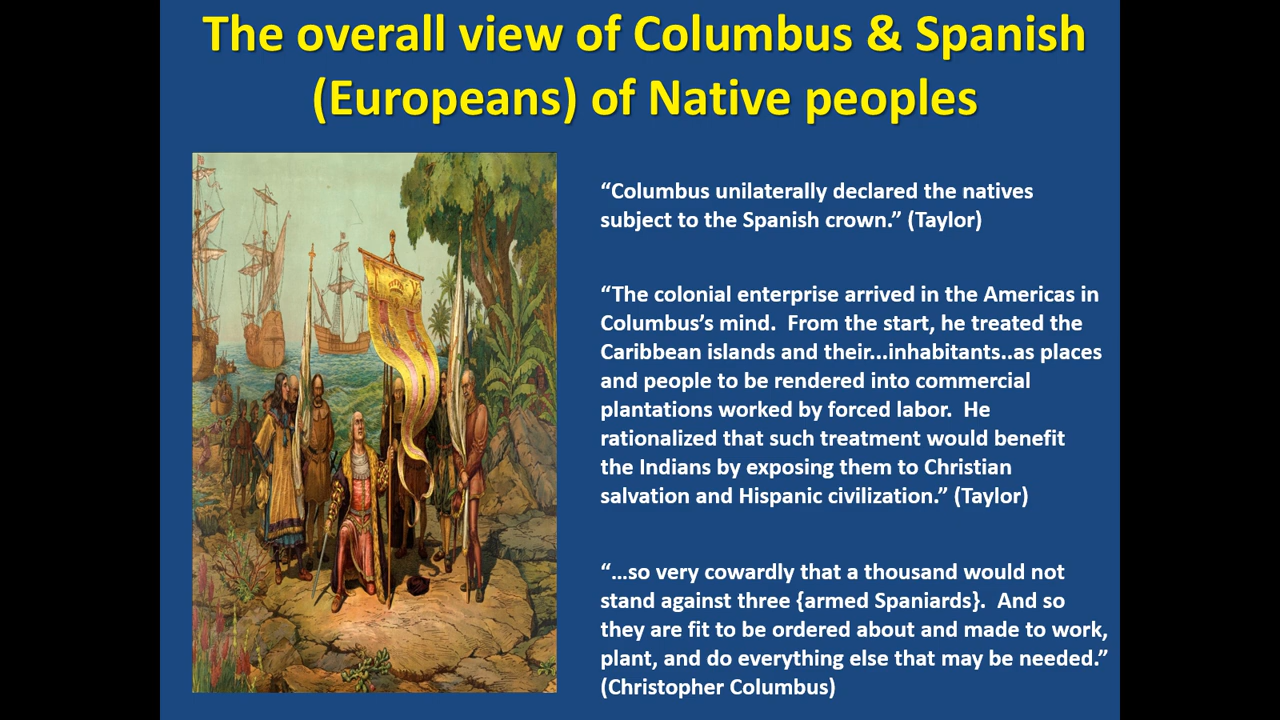 The overall view of Columbus & Spanish
(Europeans) of Native peoples
“Columbus unilaterally declared the natives
subject to the Spanish crown.” (Taylor)
“The colonial enterprise arrived in the Americas in
Columbus’s mind.  From the start, he treated the
Caribbean islands and their...inhabitants..as places
and people to be rendered into commercial
plantations worked by forced labor.  He
rationalized that such treatment would benefit
the Indians by exposing them to Christian
salvation and Hispanic civilization.” (Taylor)
“…so very cowardly that a thousand would not
stand against three {armed Spaniards}.  And so
they are fit to be ordered about and made to work,
plant, and do everything else that may be needed.”
(Christopher Columbus)